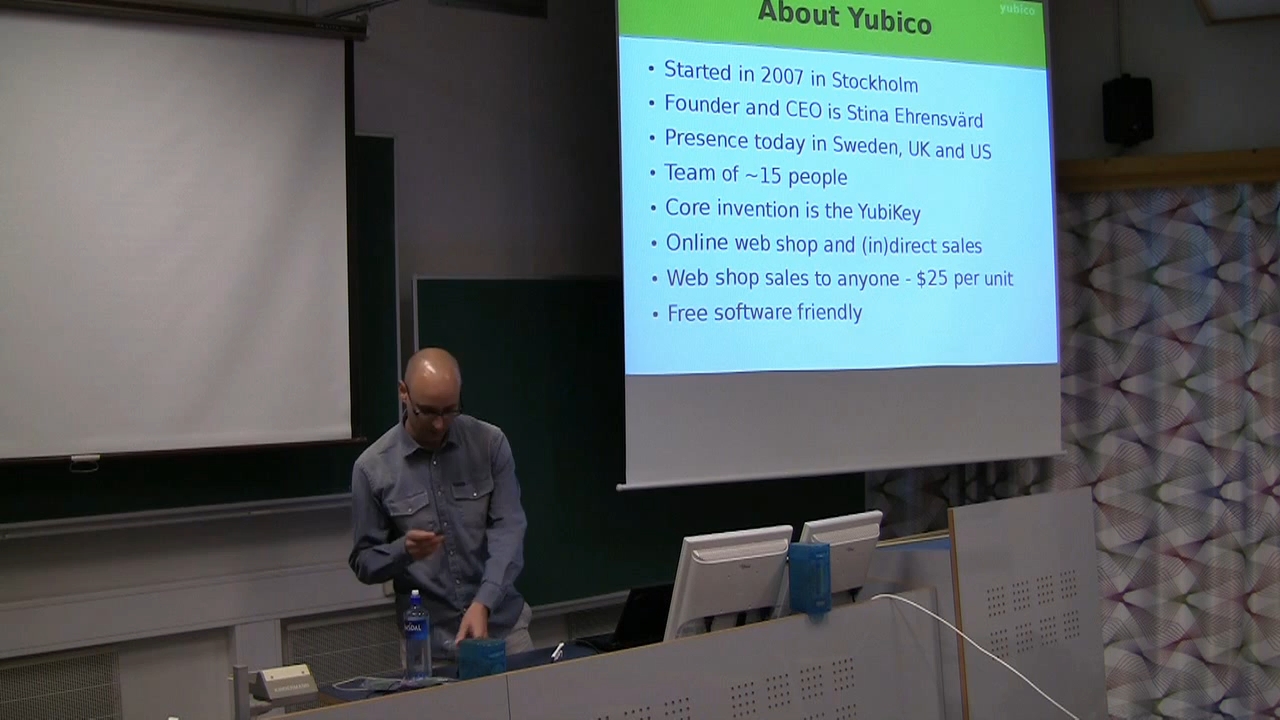 About Yubico
yubico
• Started in 2007 in Stockholm
• Founder and CEO is Stina Ehrensvärd
• Presence today in Sweden, UK and US
• Team of ~15 people
• Core invention is the YubiKey
• Online web shop and (in)direct sales
• Web shop sales to anyone - $25 per unit
• Free software friendly